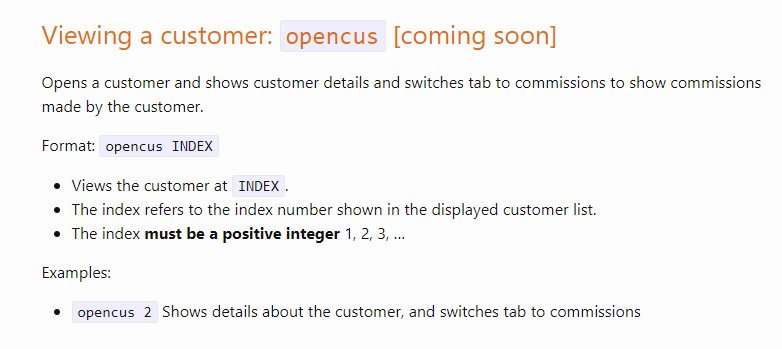 Viewing a customer: opencus [coming soon]
Opens a customer and shows customer details and switches tab to commissions to show commissions
made by the customer.
Format: opencus INDEX
• Views the customer at INDEX.
• The index refers to the index number shown in the displayed customer list.
• The index must be a positive integer 1, 2, 3, …
Examples:
• opencus 2 Shows details about the customer, and switches tab to commissions